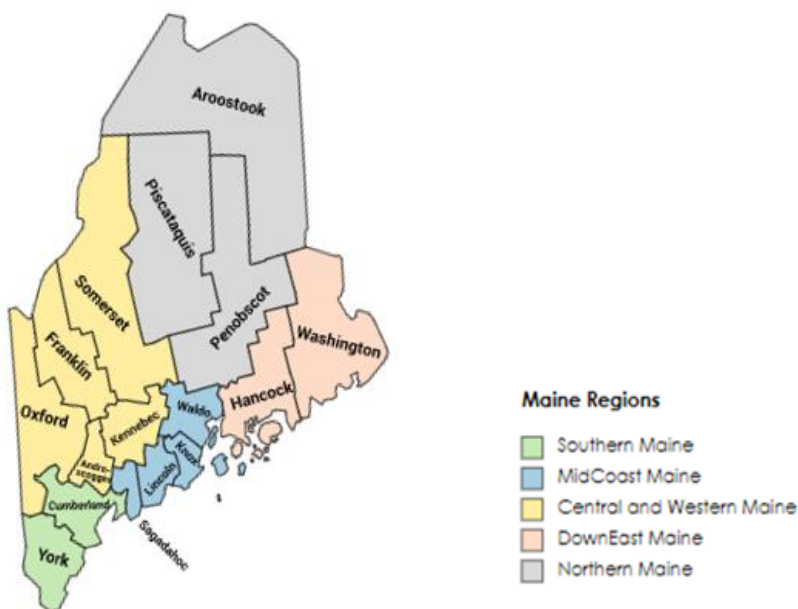 Aroostook
Piscataquis
Somerset
Penobscot
Washington
Franklin
Hancock
Waldo
Oxford
Kennebec
Knox
Andro-
scoggin
Lincoln
Cumberland
Sagadahoc
York
Maine Regions
Southern Maine
MidCoast Maine
Central and Western Maine
DownEast Maine
Northern Maine